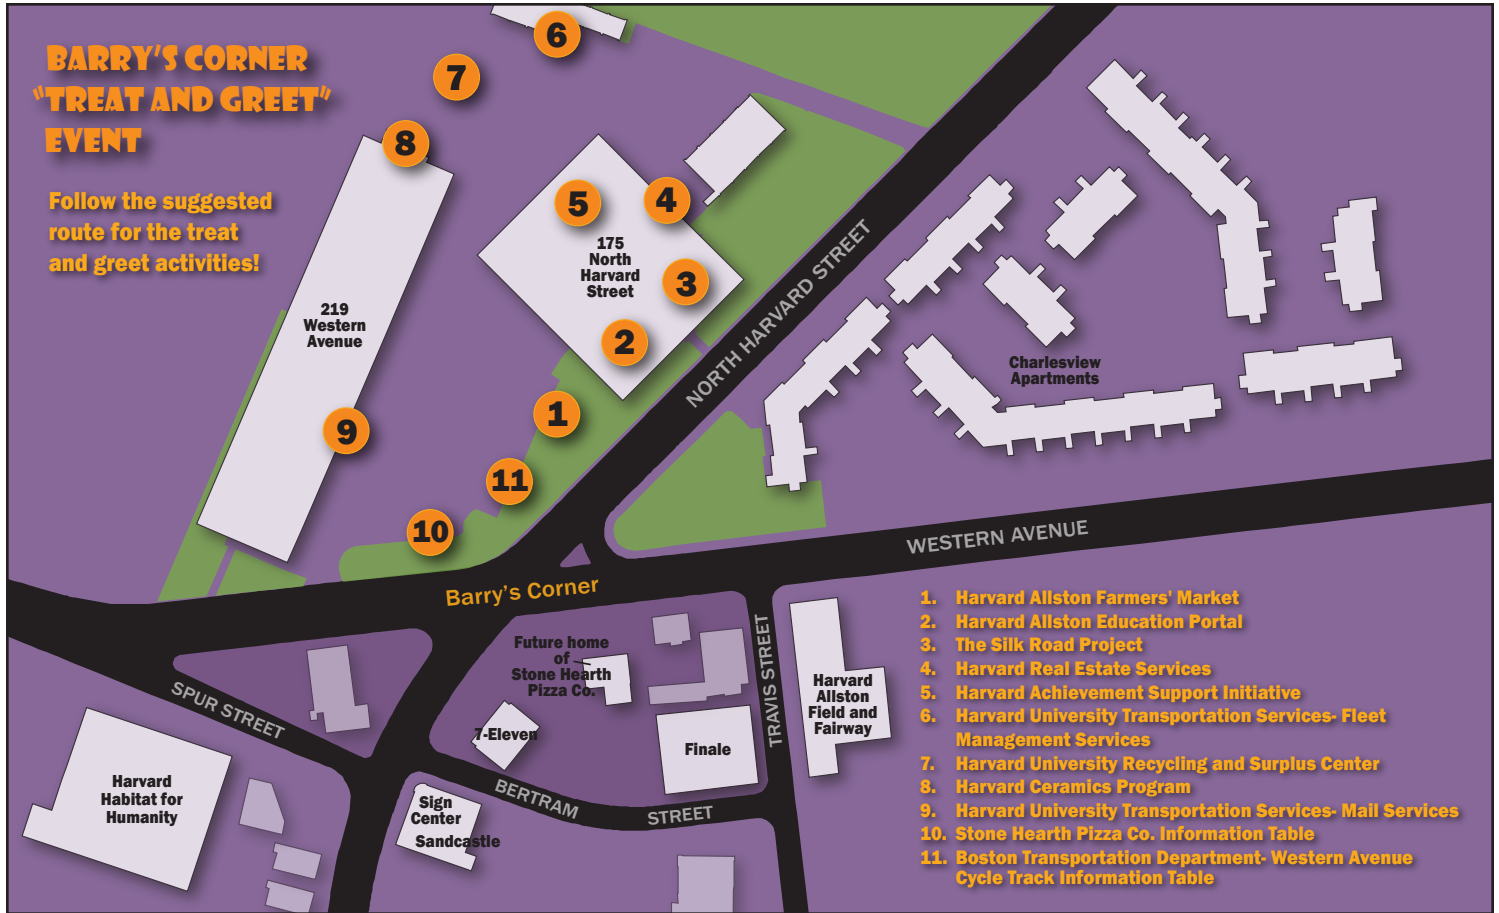 BARRY'S CORNER
"TREAT AND GREET"
EVENT
Follow the suggested
route for the treat
and greet activities!
6
7
8
5
4
175
North
Harvard
Street
3
2
219
Western
Avenue
1
9
11
10
NORTH HARVARD STREET
Charlesview
Apartments
WESTERN AVENUE
Barry's Corner
Future home
of
Stone Hearth
Pizza Co.
TRAVIS STREET
Harvard
Allston
Field and
Fairway
SPUR STREET
7-Eleven
Finale
Harvard
Habitat for
Humanity
BERTRAM
STREET
Sign
Center
Sandcastle
1. Harvard Allston Farmers' Market
2. Harvard Allston Education Portal
3. The Silk Road Project
4. Harvard Real Estate Services
5. Harvard Achievement Support Initiative
6. Harvard University Transportation Services- Fleet
Management Services
7. Harvard University Recycling and Surplus Center
8. Harvard Ceramics Program
9. Harvard University Transportation Services- Mail Services
10. Stone Hearth Pizza Co. Information Table
11. Boston Transportation Department- Western Avenue
Cycle Track Information Table